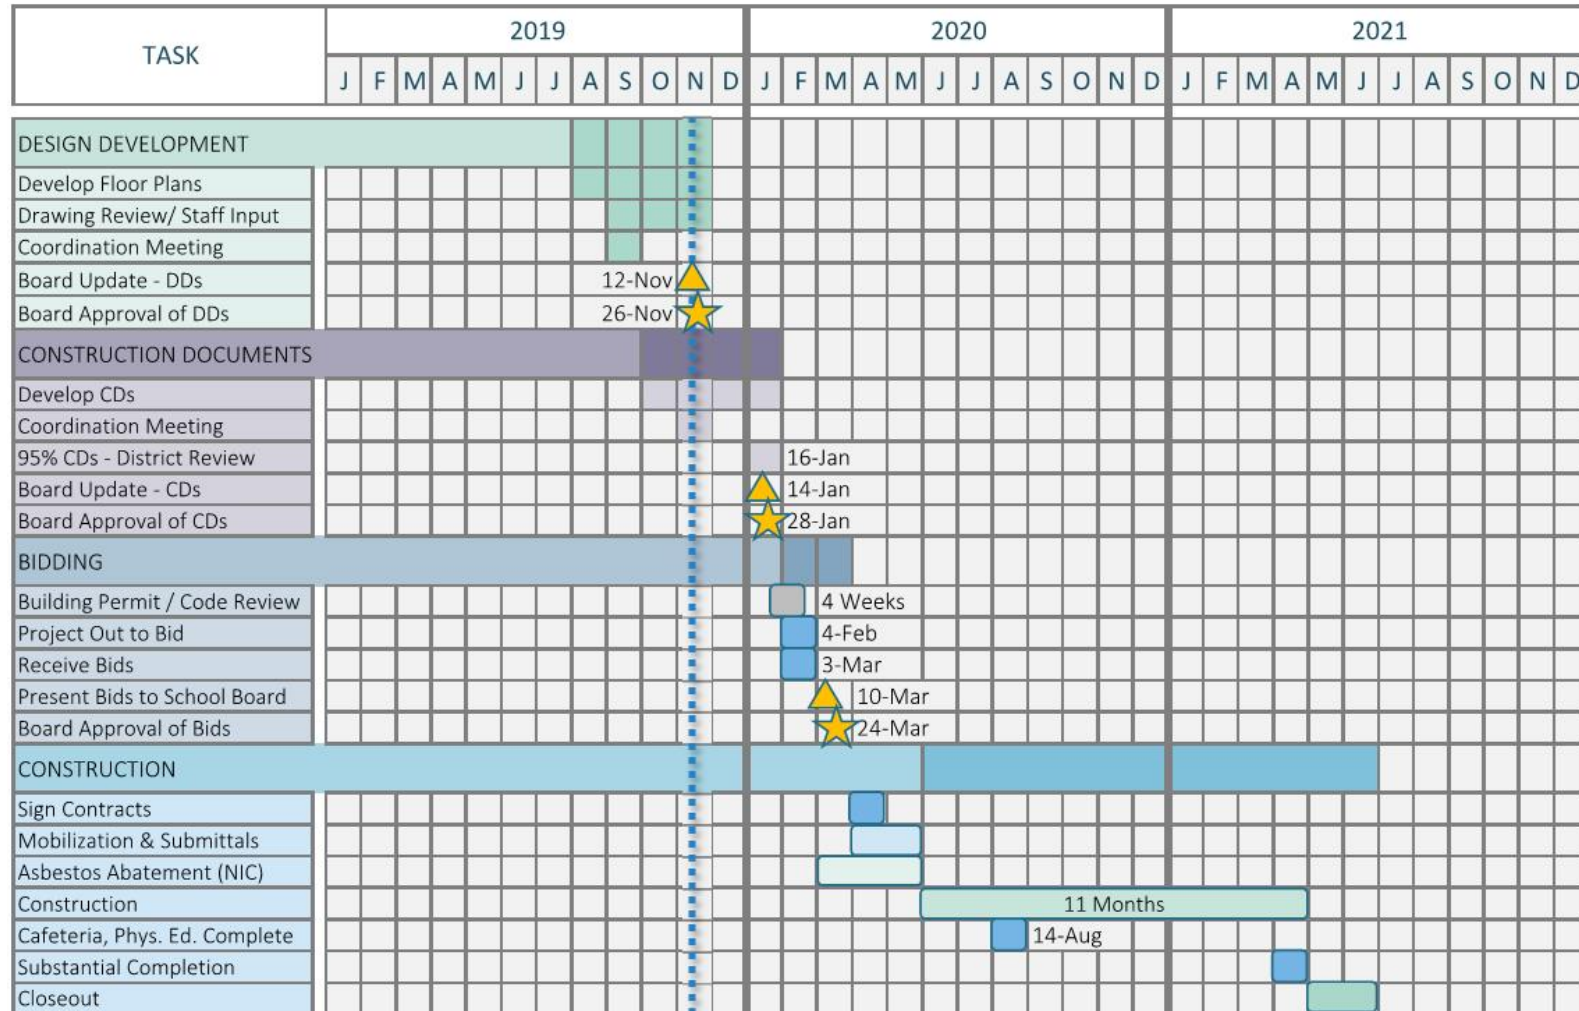 TASK 2019 2020 2021
J F M A M J J A S O N D J F M A M J J A S O N D J F M A M J J A S O N D
DESIGN DEVELOPMENT
Develop Floor Plans
Drawing Review/ Staff Input
Coordination Meeting
Board Update - DDs 12-Nov
Board Approval of DDs 26-Nov
CONSTRUCTION DOCUMENTS
Develop CDs
Coordination Meeting
95% CDs - District Review 16-Jan
Board Update - CDs 14-Jan
Board Approval of CDs 28-Jan
BIDDING
Building Permit / Code Review 4 Weeks
Project Out to Bid 4-Feb
Receive Bids 3-Mar
Present Bids to School Board 10-Mar
Board Approval of Bids 24-Mar
CONSTRUCTION
Sign Contracts
Mobilization & Submittals
Asbestos Abatement (NIC)
Construction 11 Months
Cafeteria, Phys. Ed. Complete 14-Aug
Substantial Completion
Closeout